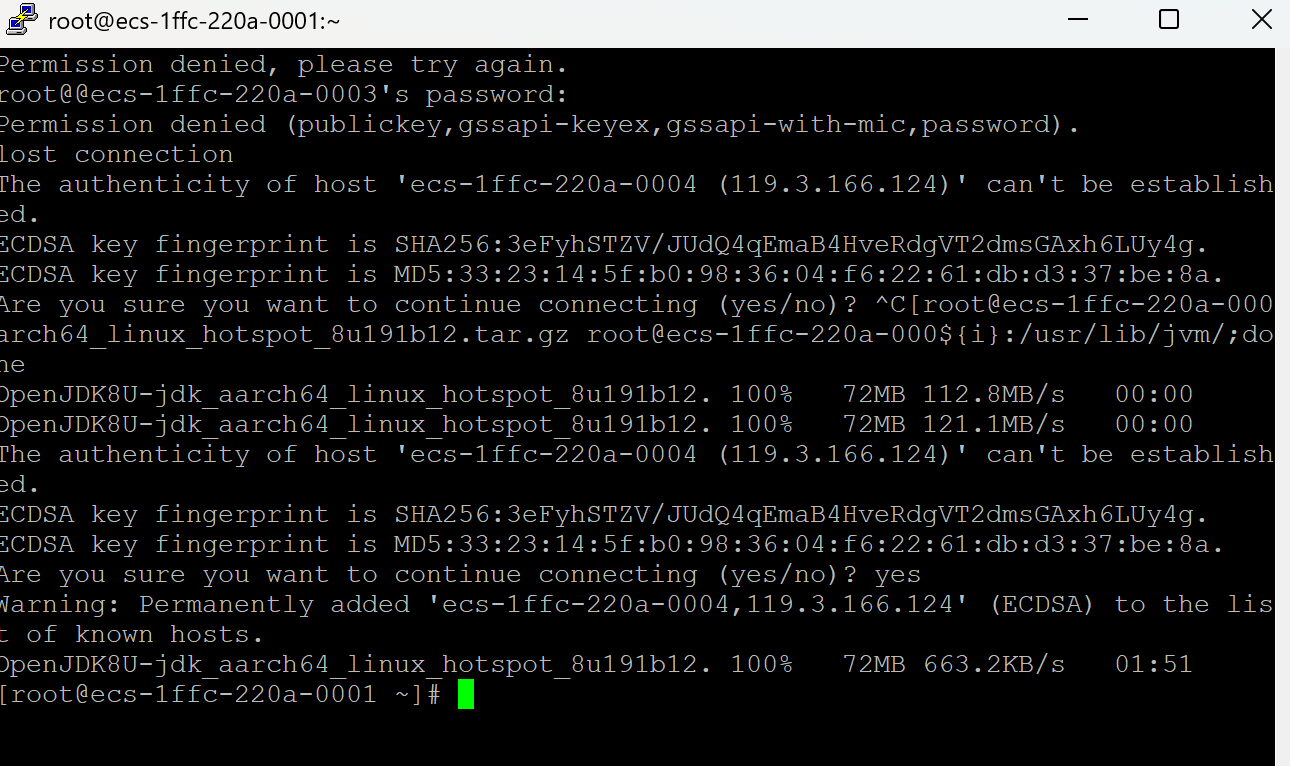 root@ecs-1ffc-220a-0001:~
Permission denied, please try again.
root@@ecs-1ffc-220a-0003's password:
Permission denied (publickey,gssapi-keyex,gssapi-with-mic,password).
lost connection
The authenticity of host 'ecs-1ffc-220a-0004 (119.3.166.124)' can't be establish
ed.
ECDSA key fingerprint is SHA256:3eFyhSTZV/JUdQ4qEmaB4HveRdgVT2dmsGAxh6LUy4g.
ECDSA key fingerprint is MD5:33:23:14:5f:b0:98:36:04:f6:22:61:db:d3:37:be:8a.
Are you sure you want to continue connecting (yes/no)? ^C[root@ecs-1ffc-220a-000
arch64_linux_hotspot_8u191b12.tar.gz root@ecs-1ffc-220a-000${i}:/usr/lib/jvm/;do
ne
OpenJDK8U-jdk_aarch64_linux_hotspot_8u191b12. 100% 72MB 112.8MB/s 00:00
OpenJDK8U-jdk_aarch64_linux_hotspot_8u191b12. 100% 72MB 121.1MB/s 00:00
The authenticity of host 'ecs-1ffc-220a-0004 (119.3.166.124)' can't be establish
ed.
ECDSA key fingerprint is SHA256:3eFyhSTZV/JUdQ4qEmaB4HveRdgVT2dmsGAxh6LUy4g.
ECDSA key fingerprint is MD5:33:23:14:5f:b0:98:36:04:f6:22:61:db:d3:37:be:8a.
Are you sure you want to continue connecting (yes/no)? yes
Warning: Permanently added 'ecs-1ffc-220a-0004,119.3.166.124' (ECDSA) to the lis
t of known hosts.
OpenJDK8U-jdk_aarch64_linux_hotspot_8u191b12. 100% 72MB 663.2KB/s 01:51
[root@ecs-1ffc-220a-0001 ~]#